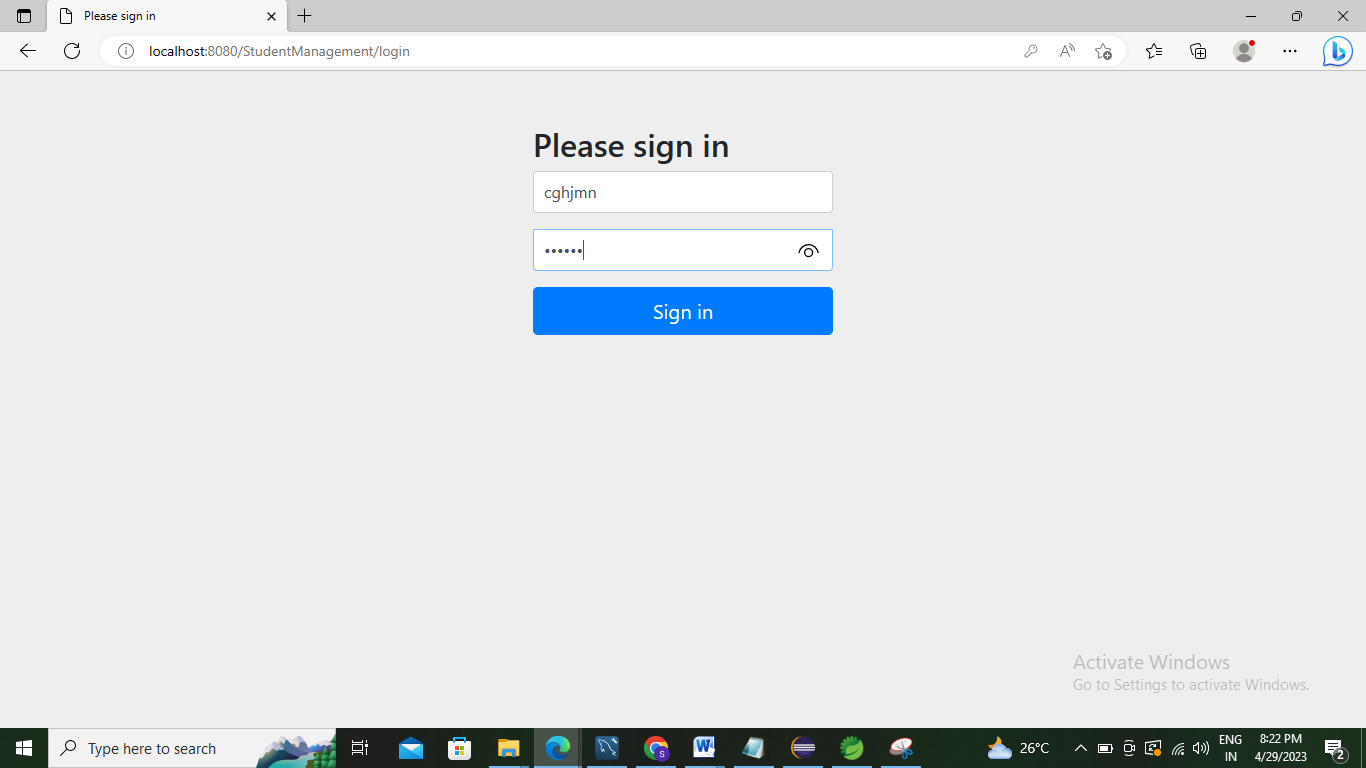 Please sign in
localhost:8080/StudentManagement/login
Please sign in
cghjmn
••••••
Sign in
Activate Windows
Go to Settings to activate Windows.
Type here to search
26°C
ENG
IN
8:22 PM
4/29/2023
2